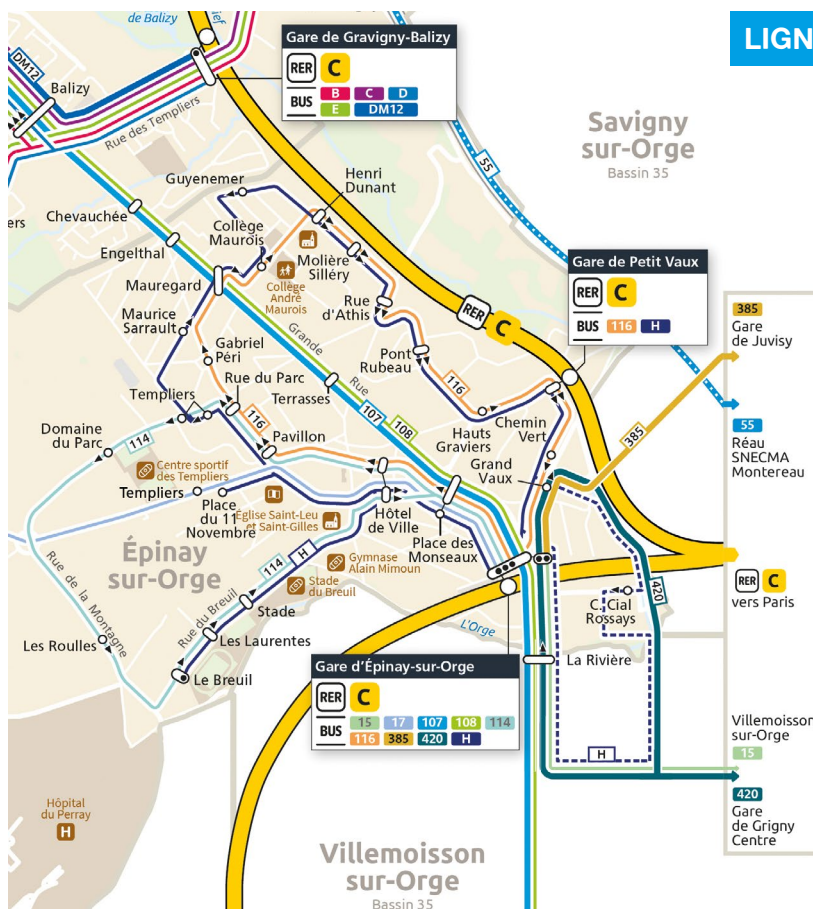 de Balizy
ief
LIGN
Gare de Gravigny-Balizy
RER C
BUS B C D
E DM12
DM12
Balizy
Rue des Templiers
Savigny
sur-Orge
Bassin 35
55
Guyenemer
Henri
Dunant
Chevauchée
ers
Collège
Maurois
Engelthal
Molière
Silléry
Mauregard
Collège
André
Maurois
Gare de Petit Vaux
RER C
BUS 116 H
RER C
Rue
d'Athis
Maurice
Sarrault
Grande
Rue
Gabriel
Péri
Pont
Rubeau
385
Gare
de Juvisy
Rue du Parc
Terrasses
116
Templiers
116
107
108
Hauts
Graviers
Chemin
Vert
385
55
Réau
SNECMA
Montereau
Domaine
du Parc
114
Pavillon
Grand
Vaux
Centre sportif
des Templiers
Templiers
Place
du 11
Novembre
Église Saint-Leu
et Saint-Gilles
Hôtel
de Ville
Place des
Monseaux
Épinay
sur-Orge
114
H
Gymnase
Alain Mimoun
Stade
du Breuil
Rue de la Montagne
Rue du Breuil
Stade
Les Laurentes
Les Roulles
Le Breuil
L'Orge
C. Cial
Rossays
420
RER C
vers Paris
La Rivière
Gare d'Épinay-sur-Orge
RER C
BUS 15 17 107 108 114
116 385 420 H
H
Villemoisson
sur-Orge
15
420
Gare
de Grigny
Centre
Hôpital
du Perray
H
Villemoisson
sur-Orge
Bassin 35